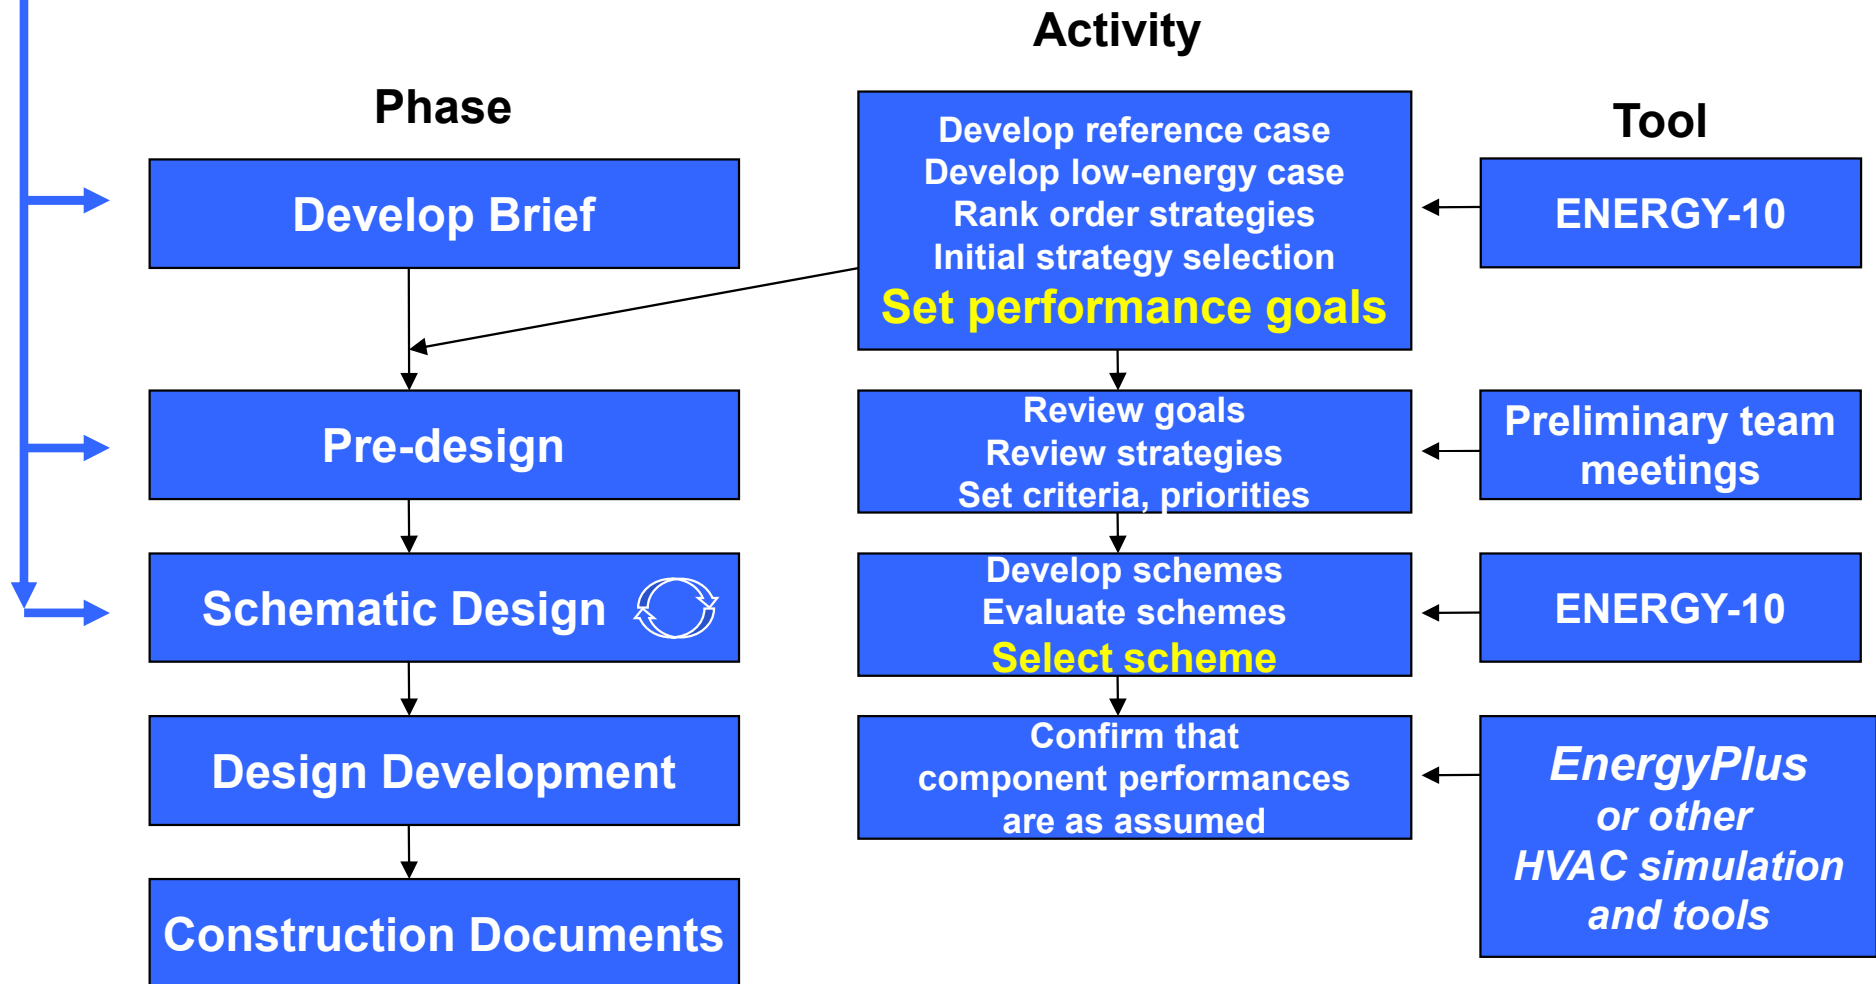 Activity
Phase
Tool
Develop reference case
Develop low-energy case
Rank order strategies
Initial strategy selection
Set performance goals
Develop Brief
ENERGY-10
Pre-design
Review goals
Review strategies
Set criteria, priorities
Preliminary team
meetings
Schematic Design
Develop schemes
Evaluate schemes
Select scheme
ENERGY-10
Design Development
Confirm that
component performances
are as assumed
EnergyPlus
or other
HVAC simulation
and tools
Construction Documents